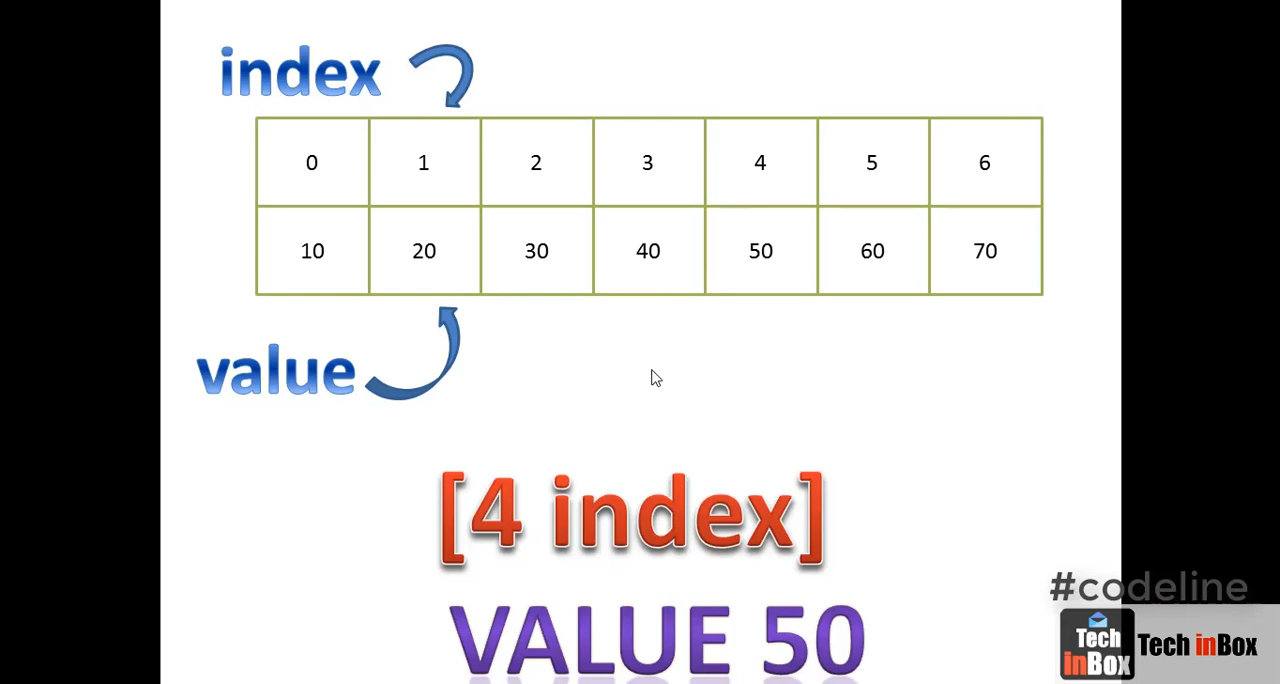 index
0 1 2 3 4 5 6
10 20 30 40 50 60 70
value
[4 index]
VALUE 50
#codeline
Tech inBox Tech inBox